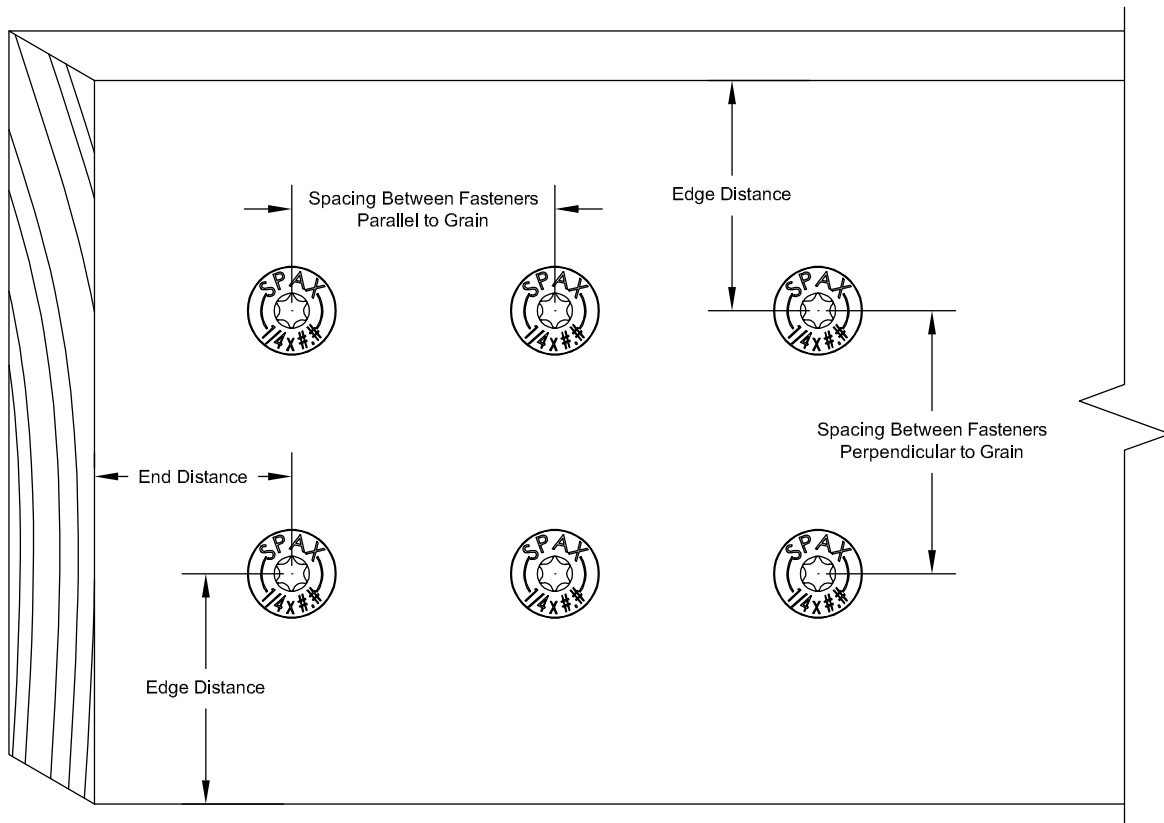 Spacing Between Fasteners
Parallel to Grain
Edge Distance
SPAX
1/4x#.#
SPAX
1/4x#.#
SPAX
1/4x#.#
Spacing Between Fasteners
Perpendicular to Grain
End Distance
SPAX
1/4x#.#
SPAX
1/4x#.#
SPAX
1/4x#.#
Edge Distance